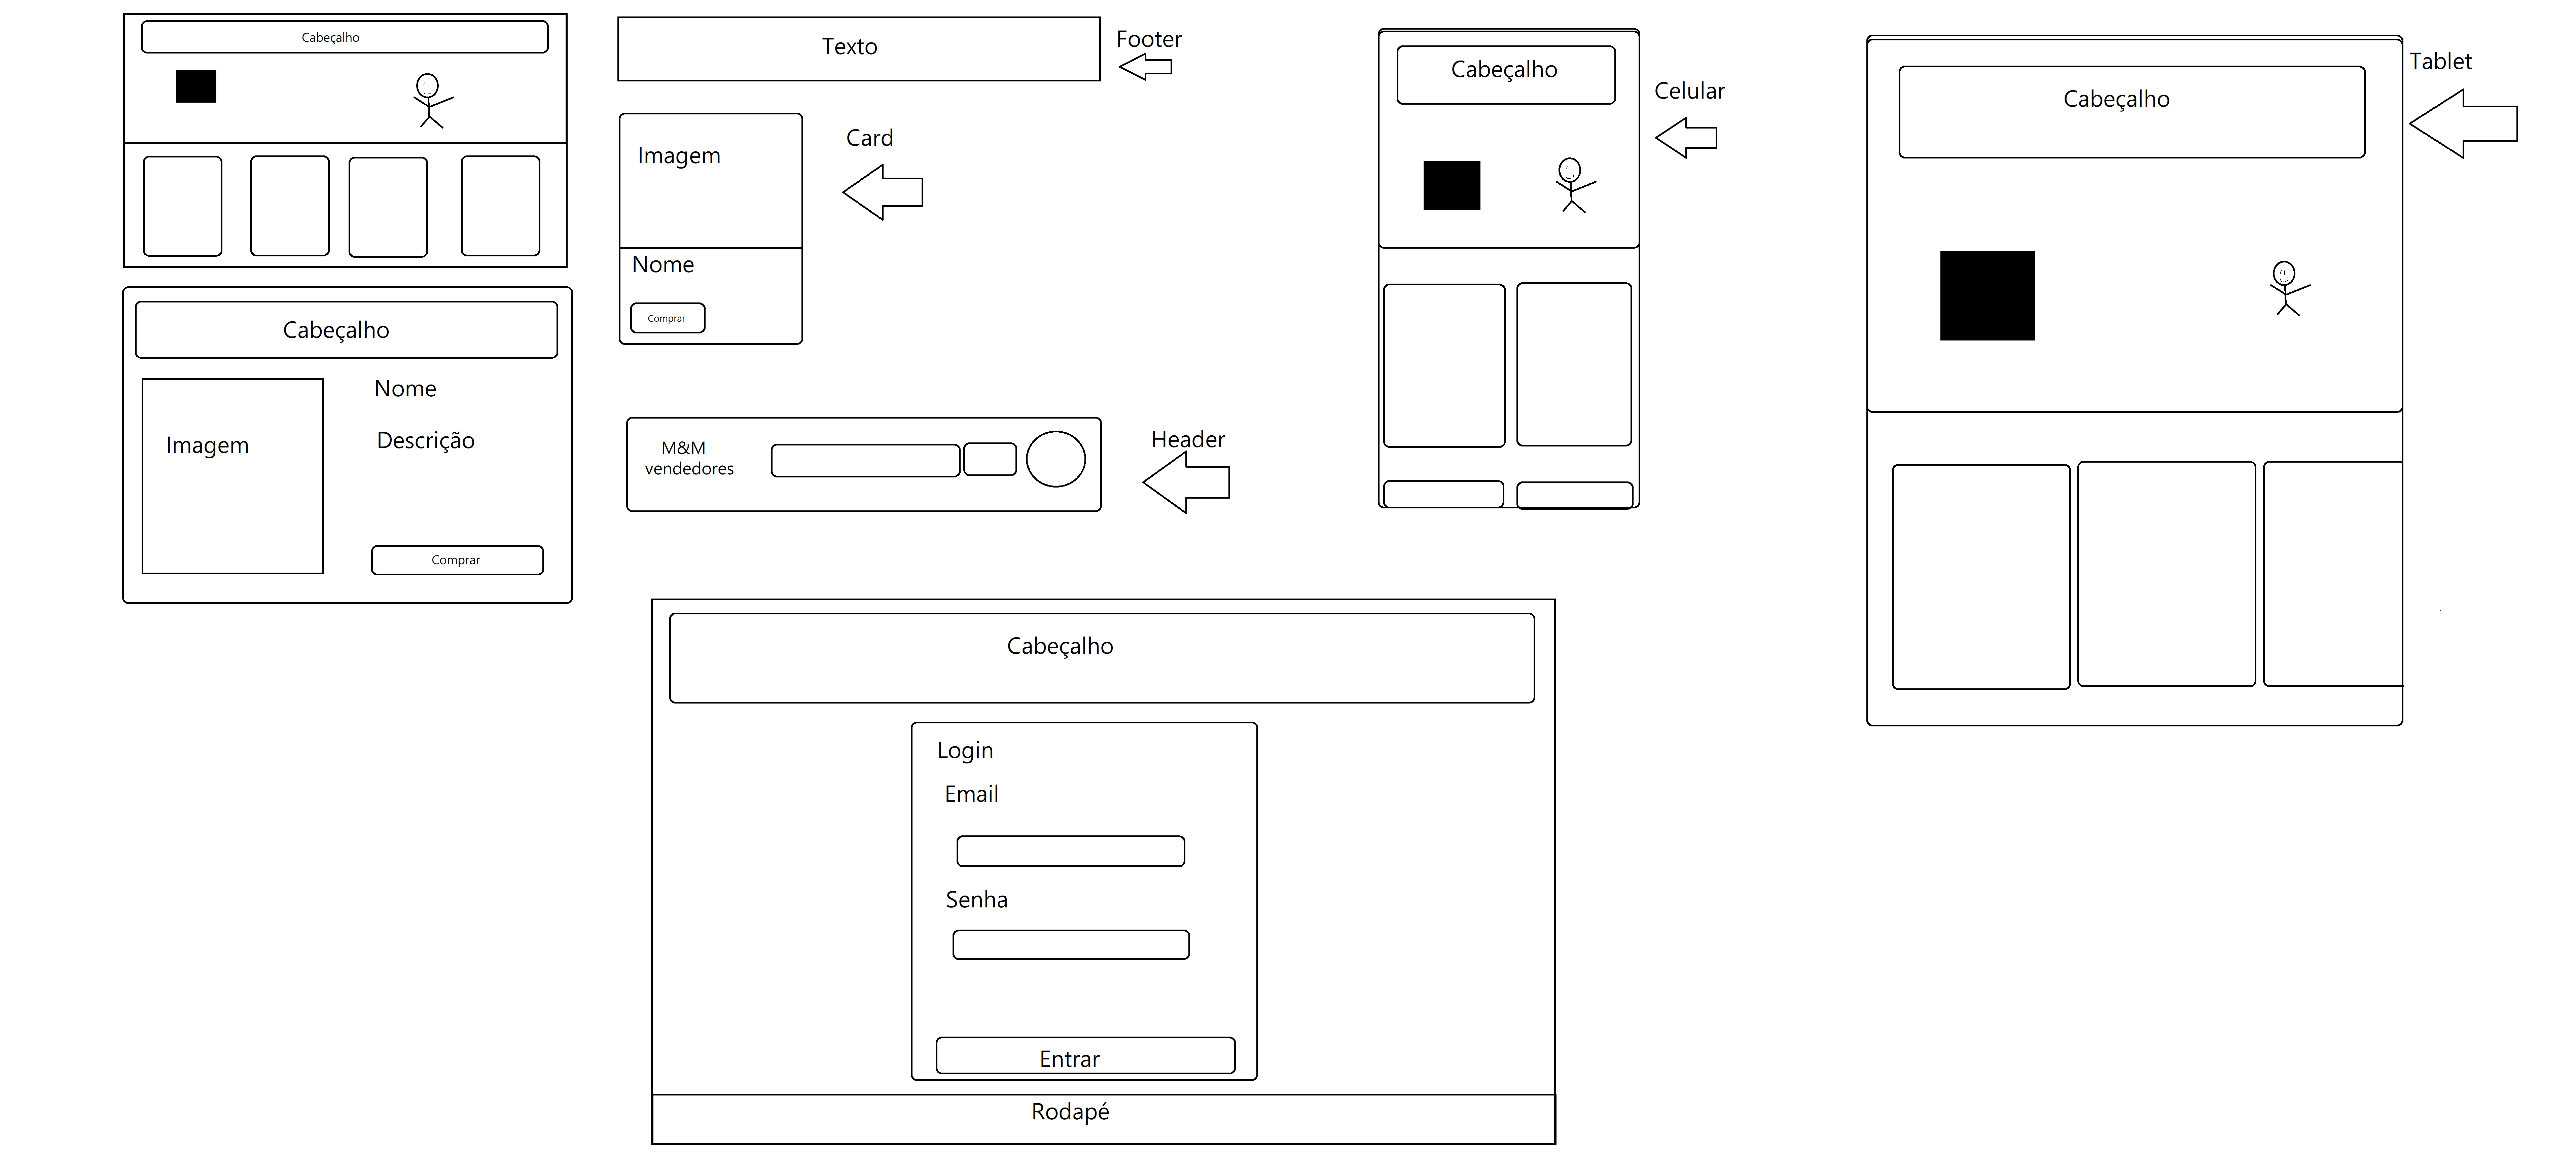 Cabeçalho
Cabeçalho
Nome
Imagem
Descrição
Comprar
Texto
Footer
Imagem
Card
Nome
Comprar
M&M
vendedores
Header
Cabeçalho
Celular
Cabeçalho
Tablet
Cabeçalho
Login
Email
Senha
Entrar
Rodapé